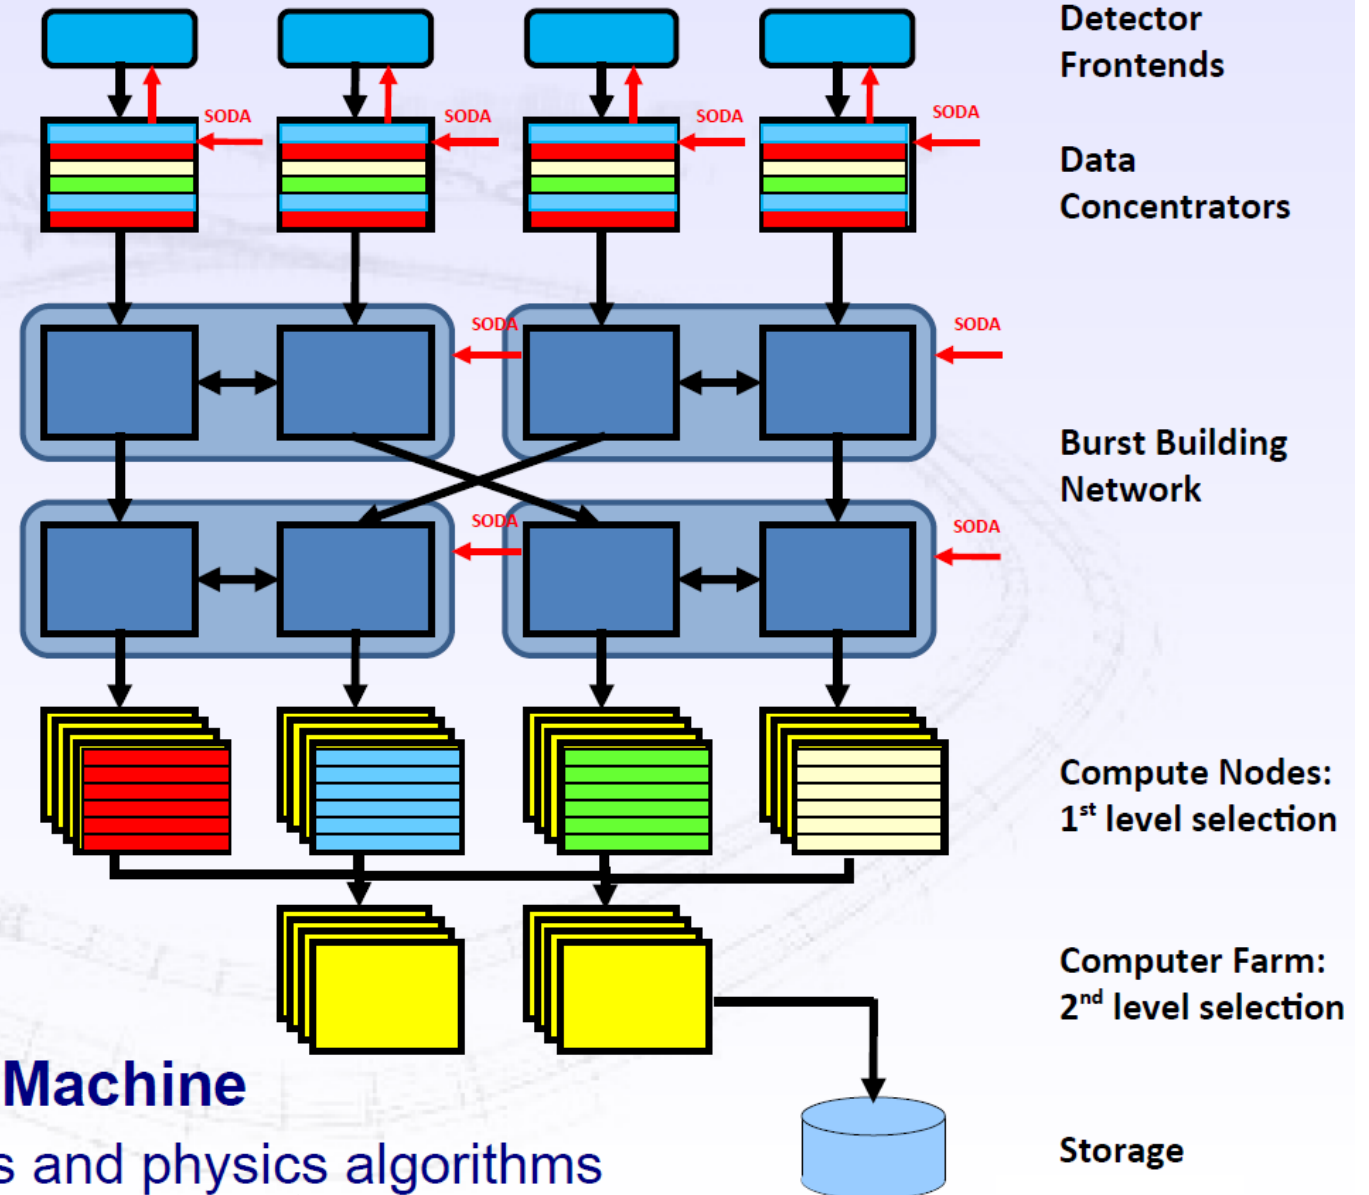 Detector
Frontends
SODA
SODA
SODA
SODA
Data
Concentrators
SODA
SODA
Burst Building
Network
SODA
SODA
Compute Nodes:
1st level selection
Computer Farm:
2nd level selection
Machine
s and physics algorithms
Storage